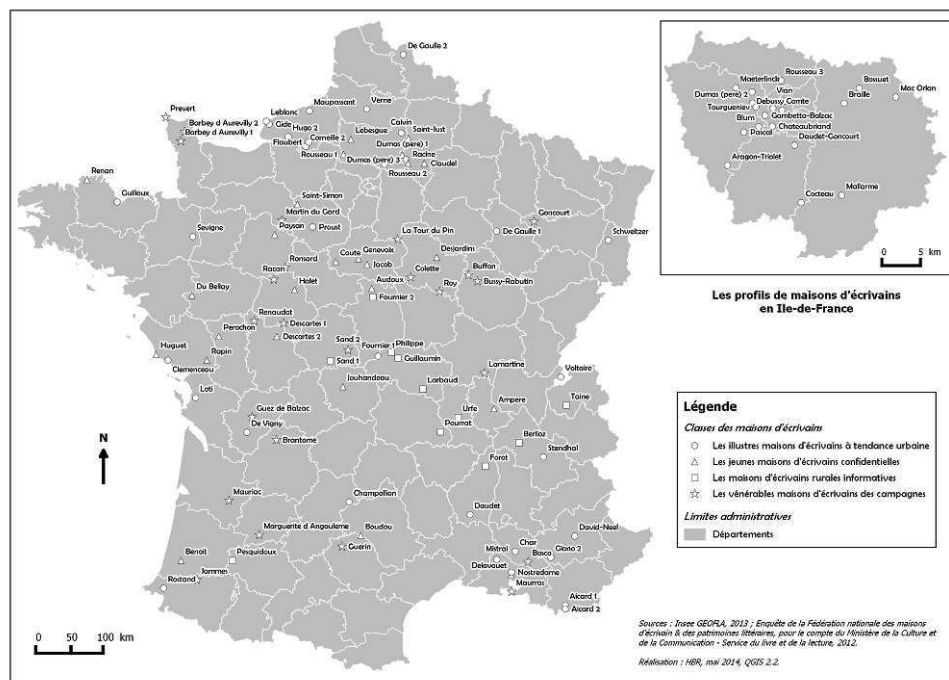 De Gaulle 2
Prevert
Leblanc
Maupassant
Verne
Barbey d Aurevilly 2
Barbey d Aurevilly 1
Gide
Hugo 2
Flaubert
Corneille 2
Rousseau 1
Lebesgue
Calvin
Saint-Just
Dumas (pere) 1
Dumas (pere) 3
Racine
Claudel
Rousseau 2
Renan
Guilloux
Saint-Simon
Martin du Gard
Paysan
Proust
Sevigne
La Tour du Pin
Goncourt
De Gaulle 1
Schweitzer
Romard
Racan
Coute
Genevoix
Jacob
Desjardins
Colette
Buffon
Bussy-Rabutin
Roy
Halet
Audoux
Fournier 2
Du Bellay
Renaudot
Perochon
Descartes 1
Descartes 2
Sand 2
Fournier 1
Philippe
Guillaumin
Sand 1
Huguet
Rapin
Clemenceau
Jouhandeau
Larbaud
Lamartine
Voltaire
Taine
Loti
Guez de Balzac
De Vigny
Brantome
Urfe
Ampere
Pourrat
Berlioz
Stendhal
Forot
Mauriac
Champollion
Daudet
Marguerite d Angouleme
Boudou
Guerin
David-Neel
Char
Mistral
Bosco
Giono 2
Delavouet
Nostredame
Maurras
Benoit
Pesquidoux
Rostand
Jammes
Aicard 1
Aicard 2
N
0 50 100 km
Maeterlinck
Rousseau 3
Bossuet
Mac Orlan
Dumas (pere) 2
Vian
Braille
Tourgueniev
Debussy
Comte
Blum
Gambetta-Balzac
Pascal
Chateaubriand
Daudet-Goncourt
Aragon-Triolet
Cocteau
Mallarme
0 5
km
Les profils de maisons d'écrivains
en Ile-de-France
Légende
Classes des maisons d'écrivains
Les illustres maisons d'écrivains à tendance urbaine
Les jeunes maisons d'écrivains confidentielles
Les maisons d'écrivains rurales informatives
Les vénérables maisons d'écrivains des campagnes
Limites administratives
Départements
Sources : Insee GEOFLA, 2013 ; Enquête de la Fédération nationale des maisons
d'écrivain & des patrimoines littéraires, pour le compte du Ministère de la Culture et
de la Communication - Service du livre et de la lecture, 2012.
Réalisation : HBR, mai 2014, QGIS 2.2.